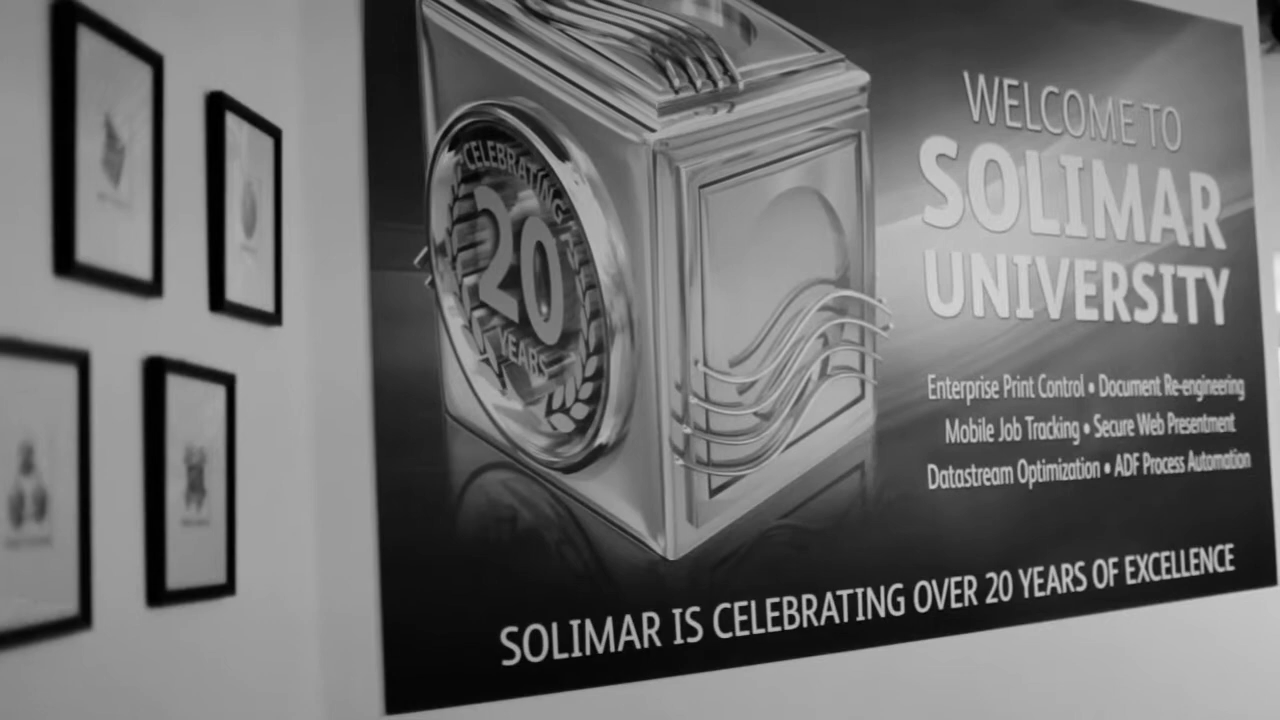 CELEBRATING
20
YEARS
WELCOME TO
SOLIMAR
UNIVERSITY
Enterprise Print Control • Document Re-engineering
Mobile Job Tracking • Secure Web Presentment
Datastream Optimization • ADF Process Automation
SOLIMAR IS CELEBRATING OVER 20 YEARS OF EXCELLENCE